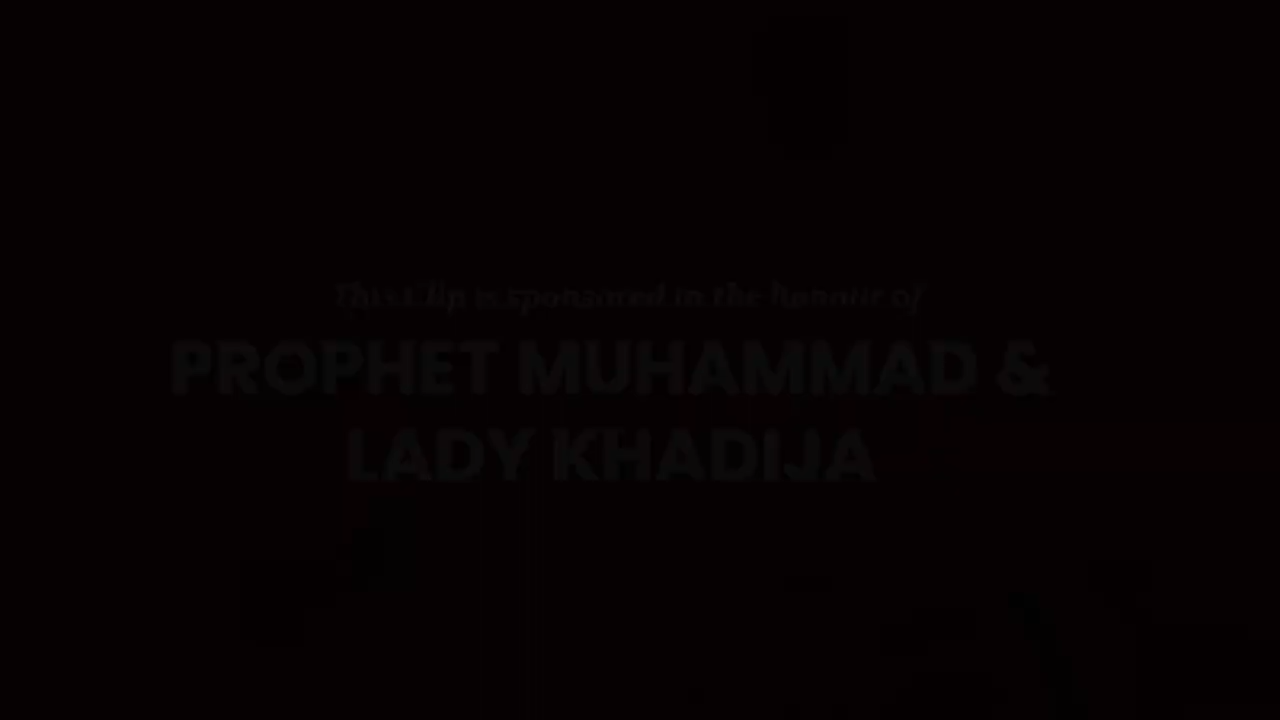 This clip is sponsored in the honour of
PROPHET MUHAMMAD &
LADY KHADIJA